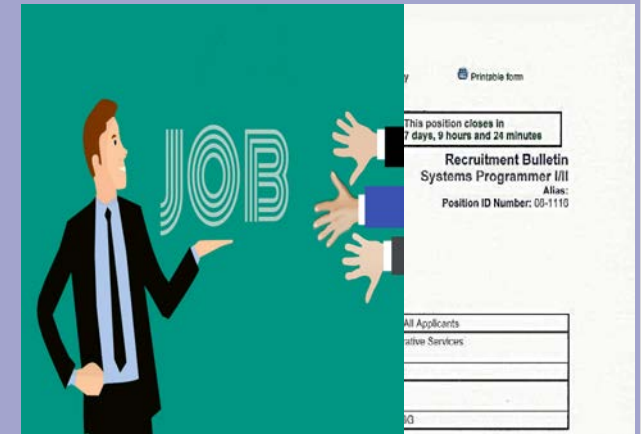 JOB
Printable form
This position closes in
7 days, 9 hours and 24 minutes
Recruitment Bulletin
Systems Programmer I/II
Alias:
Position ID Number: 08-1116
All Applicants
ative Services